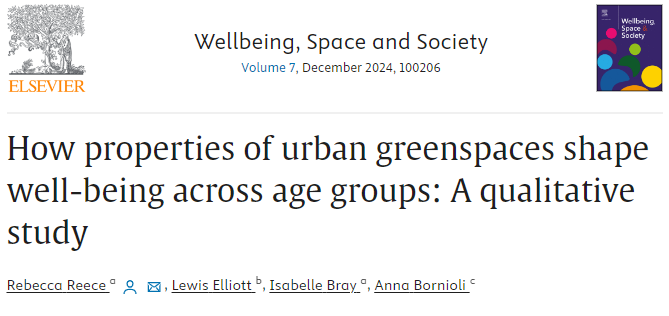 ELSEVIER
Wellbeing, Space and Society
Volume 7, December 2024, 100206
Wellbeing,
Space &
Society
How properties of urban greenspaces shape
well-being across age groups: A qualitative
study
Rebecca Reece a, Lewis Elliott b, Isabelle Bray a, Anna Bornioli c